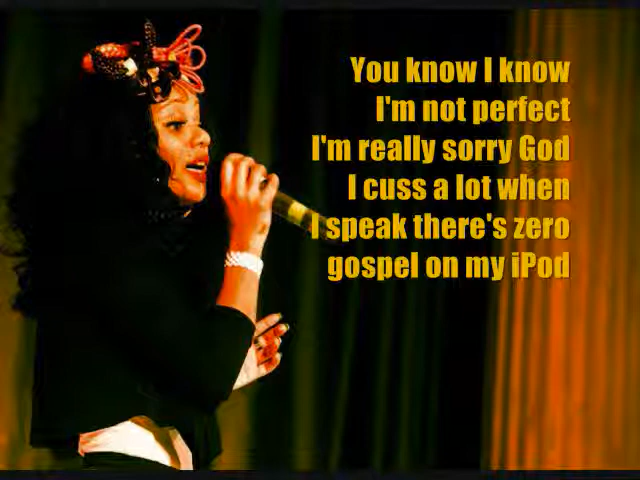 You know I know
I'm not perfect
I'm really sorry God
I cuss a lot when
I speak there's zero
gospel on my iPod